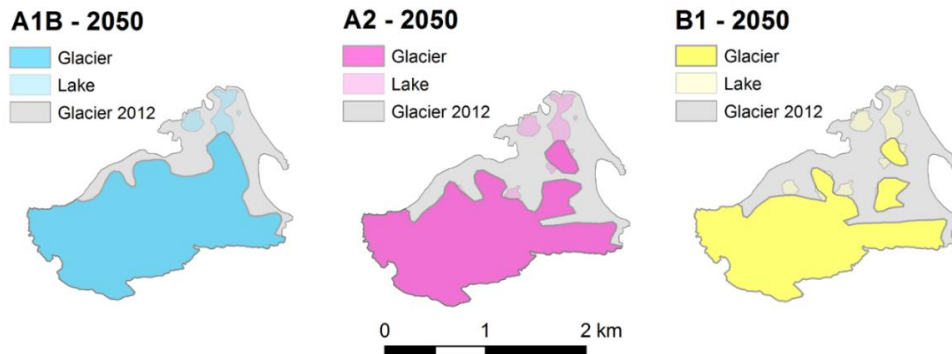 A1B - 2050
Glacier
Lake
Glacier 2012
A2 - 2050
Glacier
Lake
Glacier 2012
B1 - 2050
Glacier
Lake
Glacier 2012
0 1 2 km